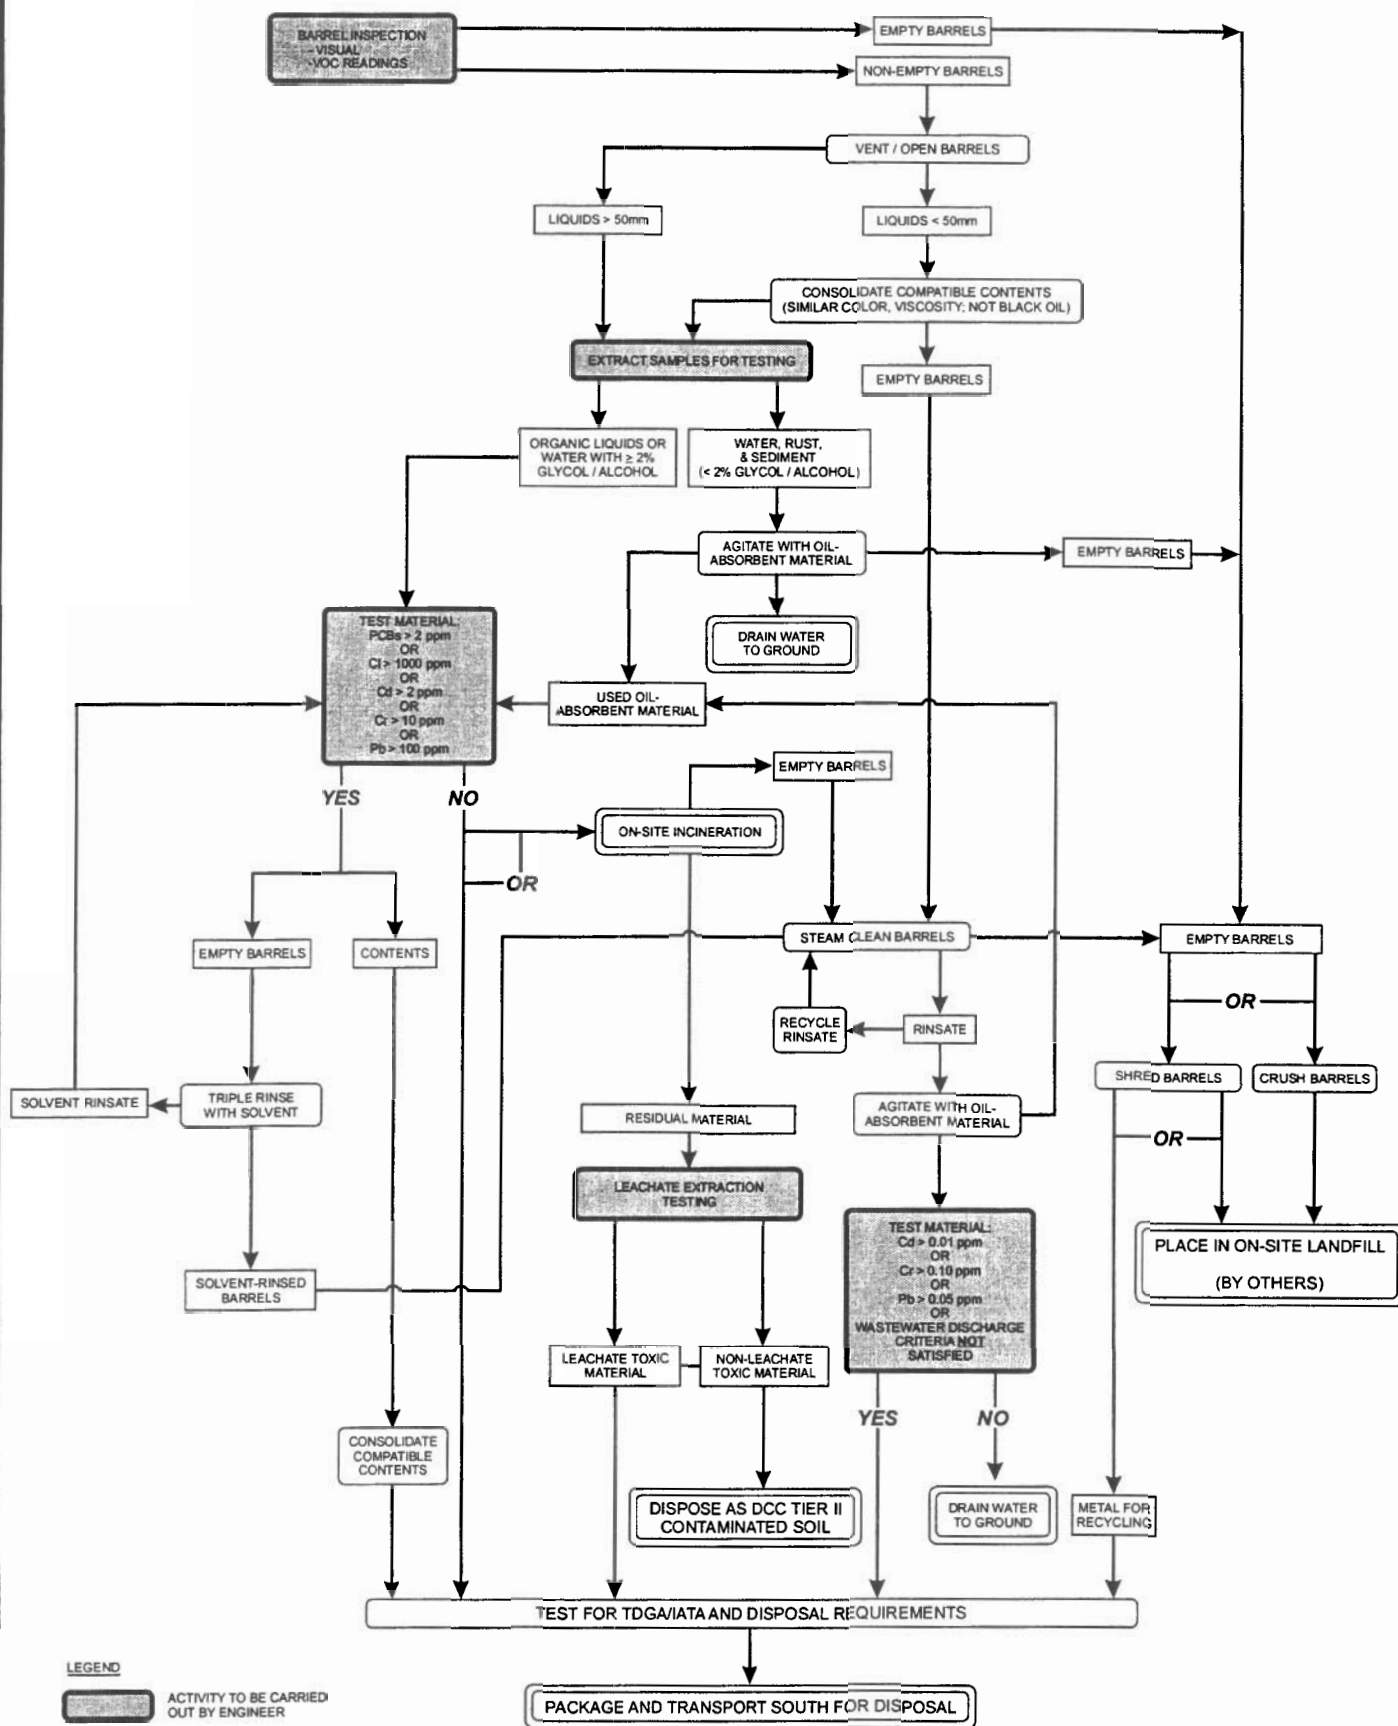 BARREL INSPECTION
- VISUAL
-VOC READINGS
EMPTY BARRELS
NON-EMPTY BARRELS
VENT / OPEN BARRELS
LIQUIDS > 50mm
LIQUIDS < 50mm
CONSOLIDATE COMPATIBLE CONTENTS
(SIMILAR COLOR, VISCOSITY; NOT BLACK OIL)
EXTRACT SAMPLES FOR TESTING
EMPTY BARRELS
ORGANIC LIQUIDS OR
WATER WITH ≥ 2%
GLYCOL / ALCOHOL
WATER, RUST,
& SEDIMENT
(< 2% GLYCOL / ALCOHOL)
AGITATE WITH OIL-
ABSORBENT MATERIAL
EMPTY BARRELS
DRAIN WATER
TO GROUND
TEST MATERIAL:
PCBs > 2 ppm
OR
Cl > 1000 ppm
OR
Cd > 2 ppm
OR
Cr > 10 ppm
OR
Pb > 100 ppm
USED OIL-
ABSORBENT MATERIAL
YES
NO
EMPTY BARRELS
ON-SITE INCINERATION
OR
EMPTY BARRELS
CONTENTS
STEAM CLEAN BARRELS
EMPTY BARRELS
OR
RECYCLE
RINSATE
RINSATE
SHRED BARRELS
CRUSH BARRELS
SOLVENT RINSATE
TRIPLE RINSE
WITH SOLVENT
RESIDUAL MATERIAL
AGITATE WITH OIL-
ABSORBENT MATERIAL
OR
LEACHATE EXTRACTION
TESTING
TEST MATERIAL:
Cd > 0.01 ppm
OR
Cr > 0.10 ppm
OR
Pb > 0.05 ppm
OR
WASTEWATER DISCHARGE
CRITERIA NOT
SATISFIED
PLACE IN ON-SITE LANDFILL
(BY OTHERS)
SOLVENT-RINSED
BARRELS
LEACHATE TOXIC
MATERIAL
NON-LEACHATE
TOXIC MATERIAL
YES
NO
CONSOLIDATE
COMPATIBLE
CONTENTS
DISPOSE AS DCC TIER II
CONTAMINATED SOIL
DRAIN WATER
TO GROUND
METAL FOR
RECYCLING
TEST FOR TDGA/IATA AND DISPOSAL REQUIREMENTS
LEGEND
ACTIVITY TO BE CARRIED
OUT BY ENGINEER
PACKAGE AND TRANSPORT SOUTH FOR DISPOSAL